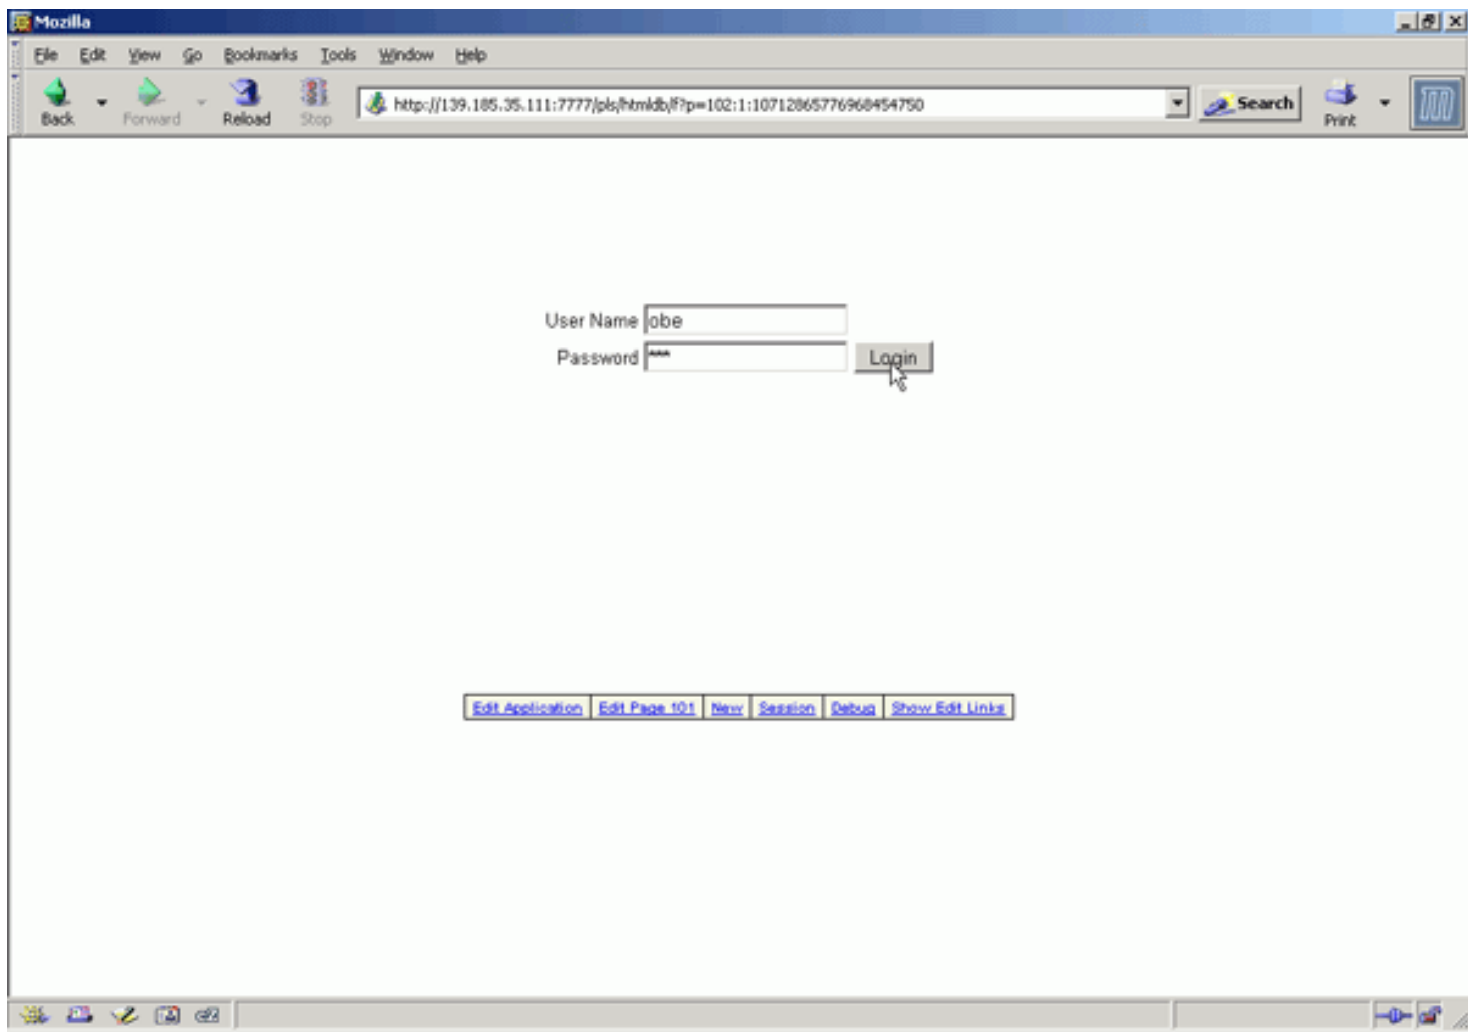 Mozilla
File Edit View Go Bookmarks Tools Window Help
Back Forward Reload Stop http://139.185.35.111:7777/pls/htmldb/f?p=102:1:10712865776968454750 Search Print
User Name obe
Password *** Login
Edit Application Edit Page 101 New Session Debug Show Edit Links